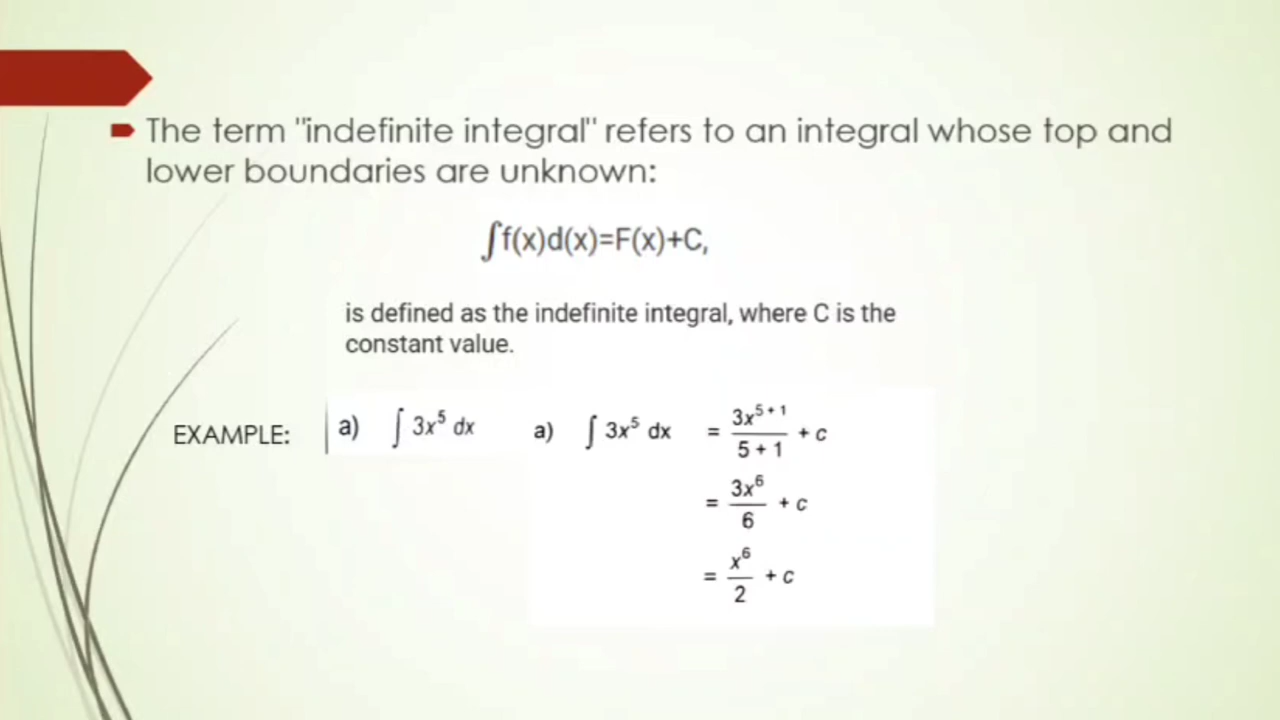 The term "indefinite integral" refers to an integral whose top and
lower boundaries are unknown:
∫f(x)d(x)=F(x)+C,
is defined as the indefinite integral, where C is the
constant value.
EXAMPLE: a) ∫ 3x⁵ dx a) ∫ 3x⁵ dx = 3x⁵⁺¹ / 5 + 1 + c
= 3x⁶ / 6 + c
= x⁶ / 2 + c